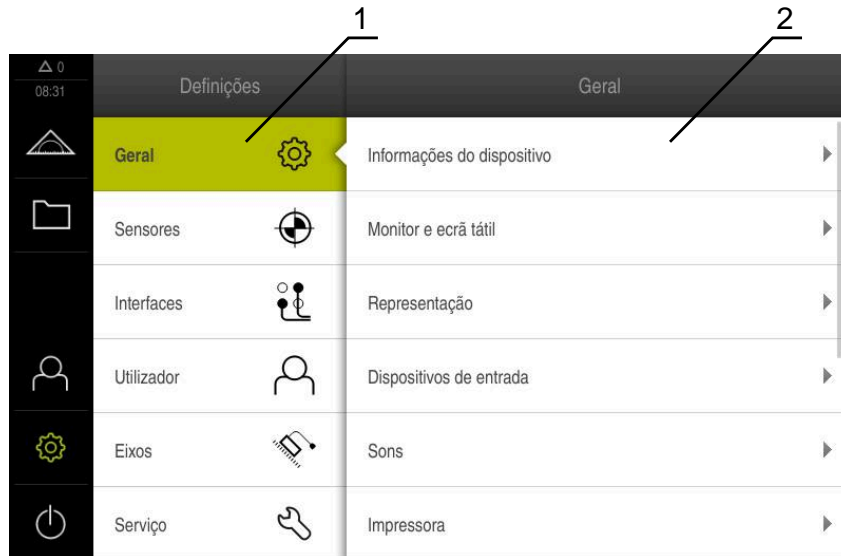 1
2
0
08:31
Definições
Geral
Geral
Informações do dispositivo
Sensores
Monitor e ecrã tátil
Interfaces
Representação
Utilizador
Dispositivos de entrada
Eixos
Sons
Serviço
Impressora